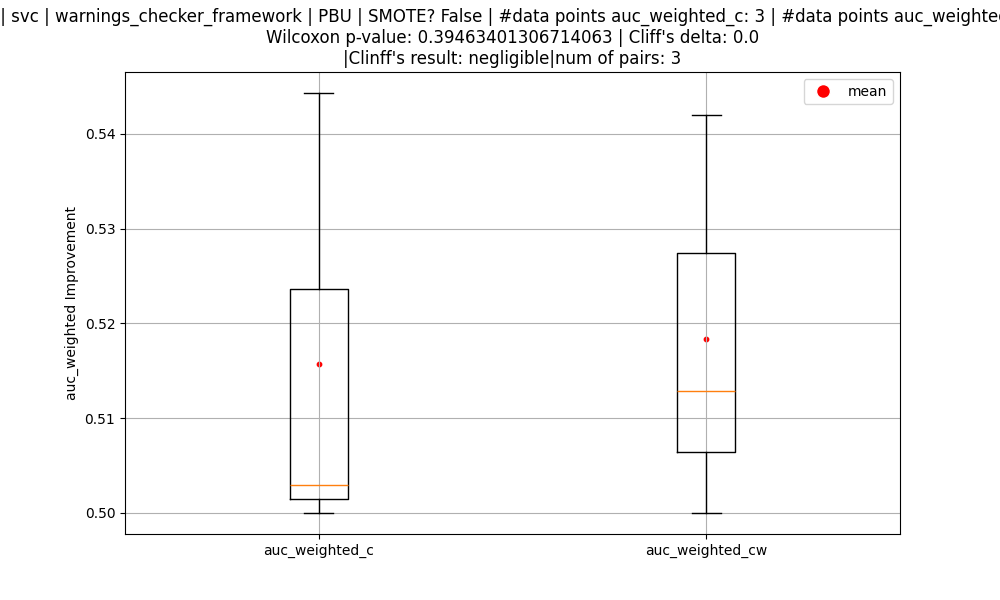 | svc | warnings_checker_framework | PBU | SMOTE? False | #data points auc_weighted_c: 3 | #data points
Wilcoxon p-value: 0.39463401306714063 | Cliff's delta: 0.0
|Clinff's result: negligible|num of pairs: 3
mean
0.54
0.53
0.52
0.51
0.50
auc_weighted Improvement
auc_weighted_c
auc_weighted_cw